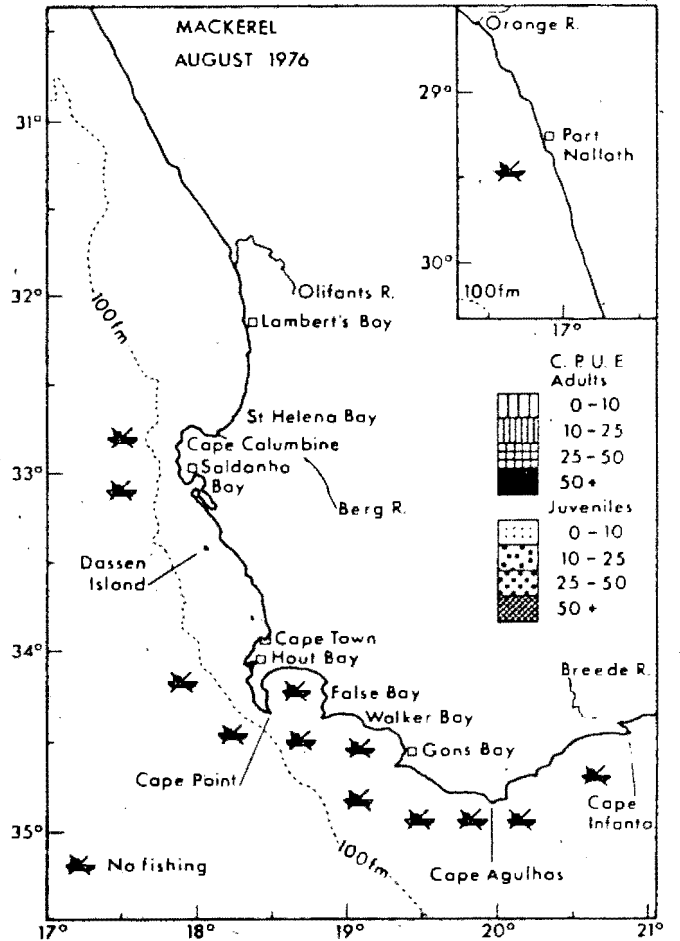 MACKEREL
AUGUST 1976
Orange R.
29°
Port
Nallath
30°
100fm
17°
31°
32°
33°
34°
35°
100fm
Olifants R.
Lambert's Bay
St Helena Bay
Cape Calumbine
Saldanha
Bay
Berg R.
Dassen
Island
Cape Town
Hout Bay
False Bay
Walker Bay
Gans Bay
Breede R.
Cape Point
Cape
Infanta
Cape Agulhas
100fm
C. P. U. E
Adults
0-10
10-25
25-50
50+
Juveniles
0-10
10-25
25-50
50+
No fishing
17°
18°
19°
20°
21°